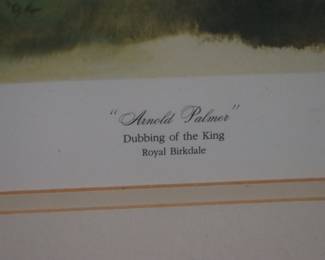 "Arnold Palmer"
Dubbing of the King
Royal Birkdale